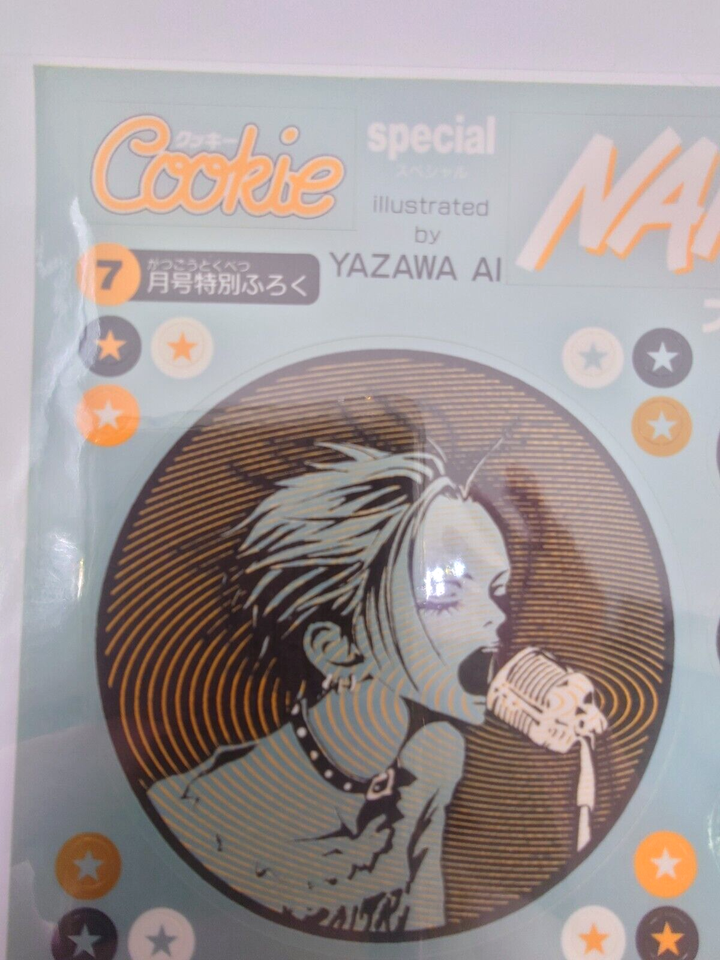 クッキー
Cookie
special
スペシャル
illustrated
by
YAZAWA AI
7
がつごうとくべつ
月号特別ふろく